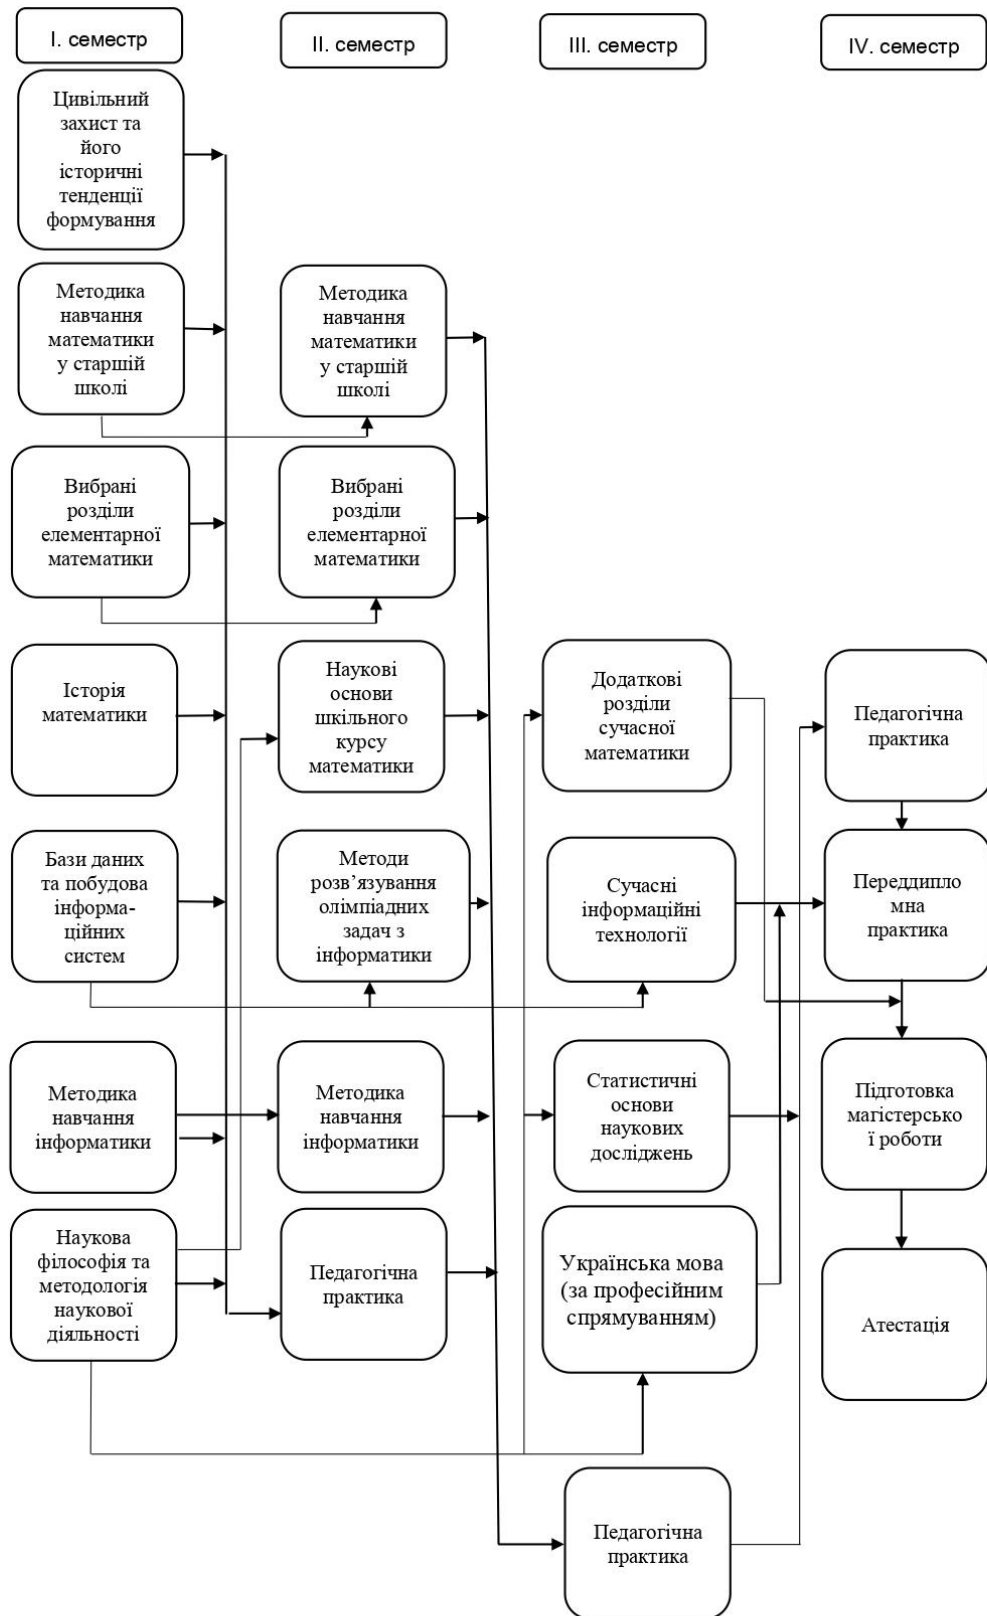 І. семестр
ІІ. семестр
ІІІ. семестр
IV. семестр
Цивільний
захист та
його
історичні
тенденції
формування
Методика
навчання
математики
у старшій
школі
Вибрані
розділи
елементарної
математики
Історія
математики
Бази даних
та побудова
інформа-
ційних
систем
Методика
навчання
інформатики
Наукова
філософія та
методологія
наукової
діяльності
Методика
навчання
математики
у старшій
школі
Вибрані
розділи
елементарної
математики
Наукові
основи
шкільного
курсу
математики
Методи
розв’язування
олімпіадних
задач з
інформатики
Методика
навчання
інформатики
Педагогічна
практика
Додаткові
розділи
сучасної
математики
Сучасні
інформаційні
технології
Статистичні
основи
наукових
досліджень
Українська мова
(за професійним
спрямуванням)
Педагогічна
практика
Педагогічна
практика
Переддипло
мна
практика
Підготовка
магістерсько
ї роботи
Атестація